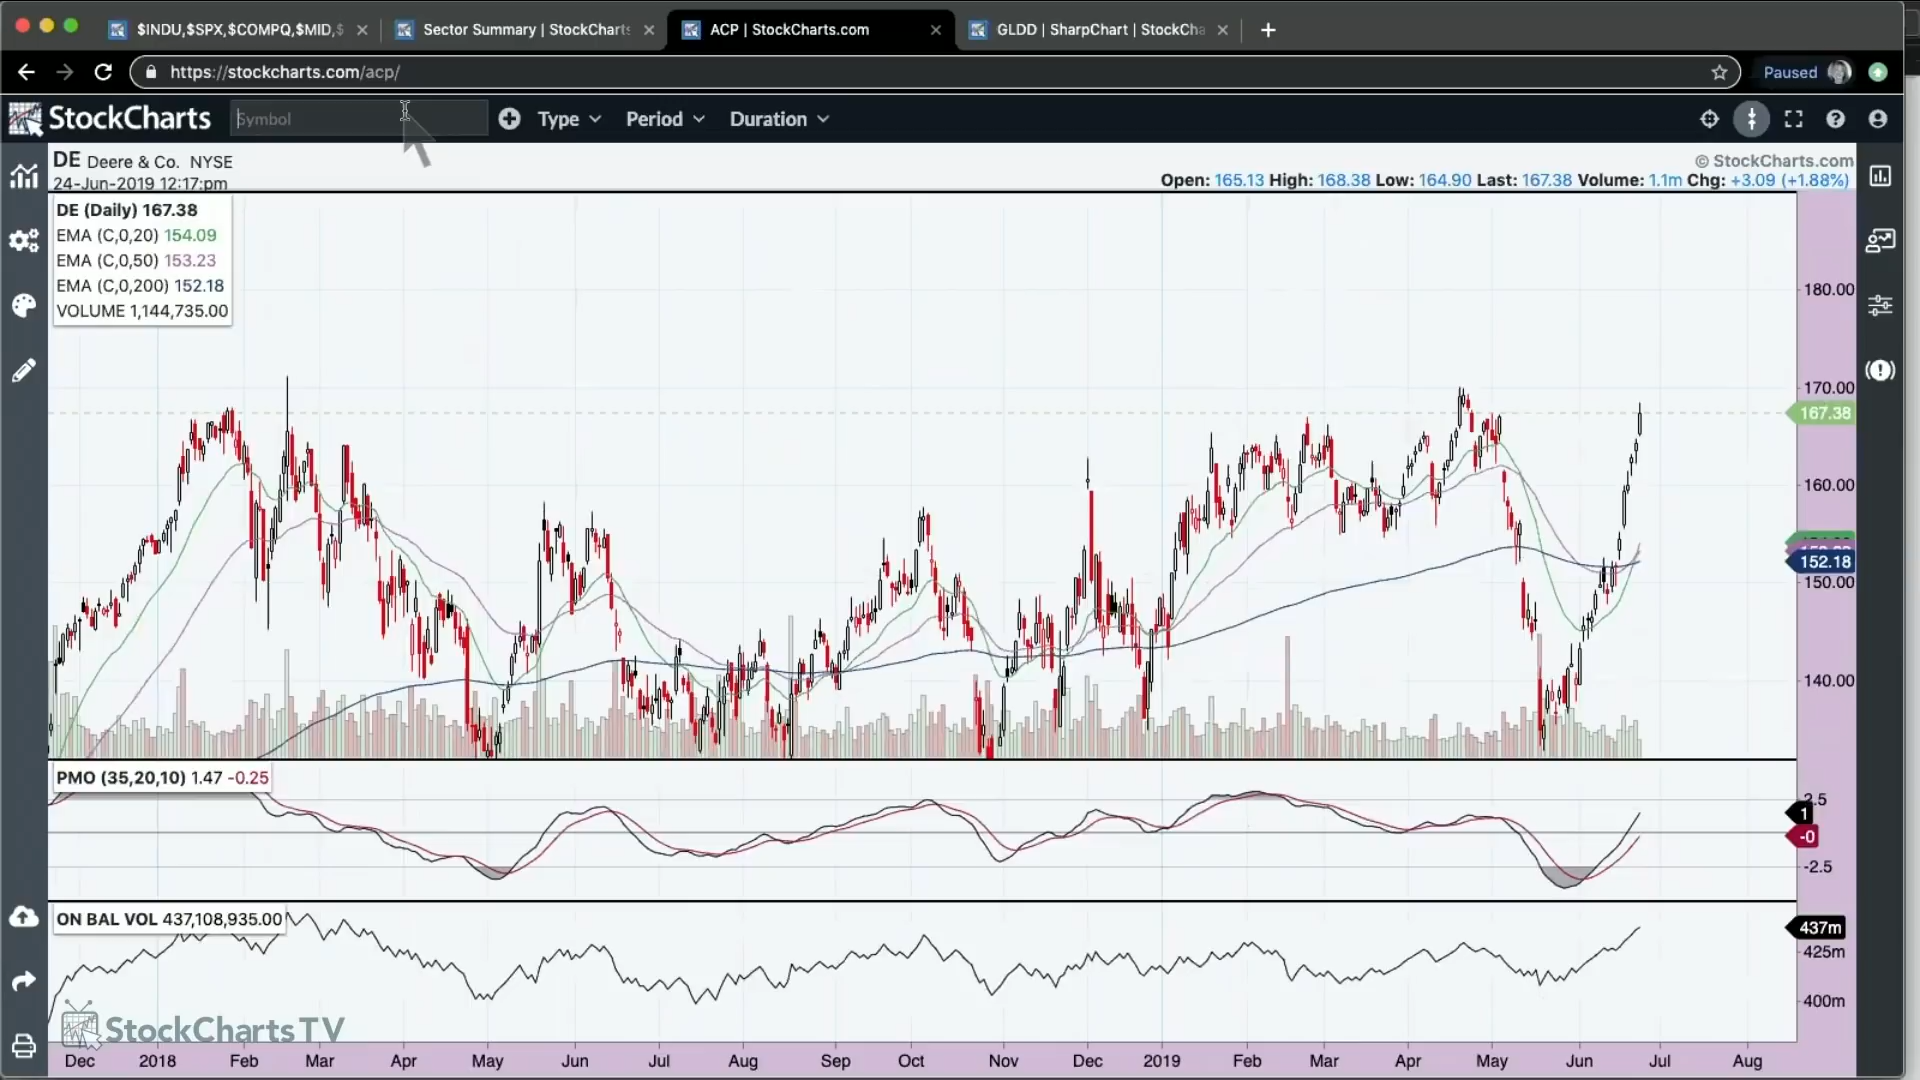 $INDU,$SPX,$COMPQ,$MID,$
Sector Summary | StockCharts
ACP | StockCharts.com
GLDD | SharpChart | StockCha
https://stockcharts.com/acp/
Paused
StockCharts
Symbol
Type
Period
Duration
DE Deere & Co. NYSE
© StockCharts.com
24-Jun-2019 12:17:pm
Open: 165.13 High: 168.38 Low: 164.90 Last: 167.38 Volume: 1.1m Chg: +3.09 (+1.88%)
DE (Daily) 167.38
EMA (C,0,20) 154.09
EMA (C,0,50) 153.23
EMA (C,0,200) 152.18
VOLUME 1,144,735.00
180.00
170.00
167.38
160.00
152.18
150.00
140.00
PMO (35,20,10) 1.47 -0.25
2.5
1
-0
-2.5
ON BAL VOL 437,108,935.00
437m
425m
400m
StockChartsTV
Dec 2018 Feb Mar Apr May Jun Jul Aug Sep Oct Nov Dec 2019 Feb Mar Apr May Jun Jul Aug